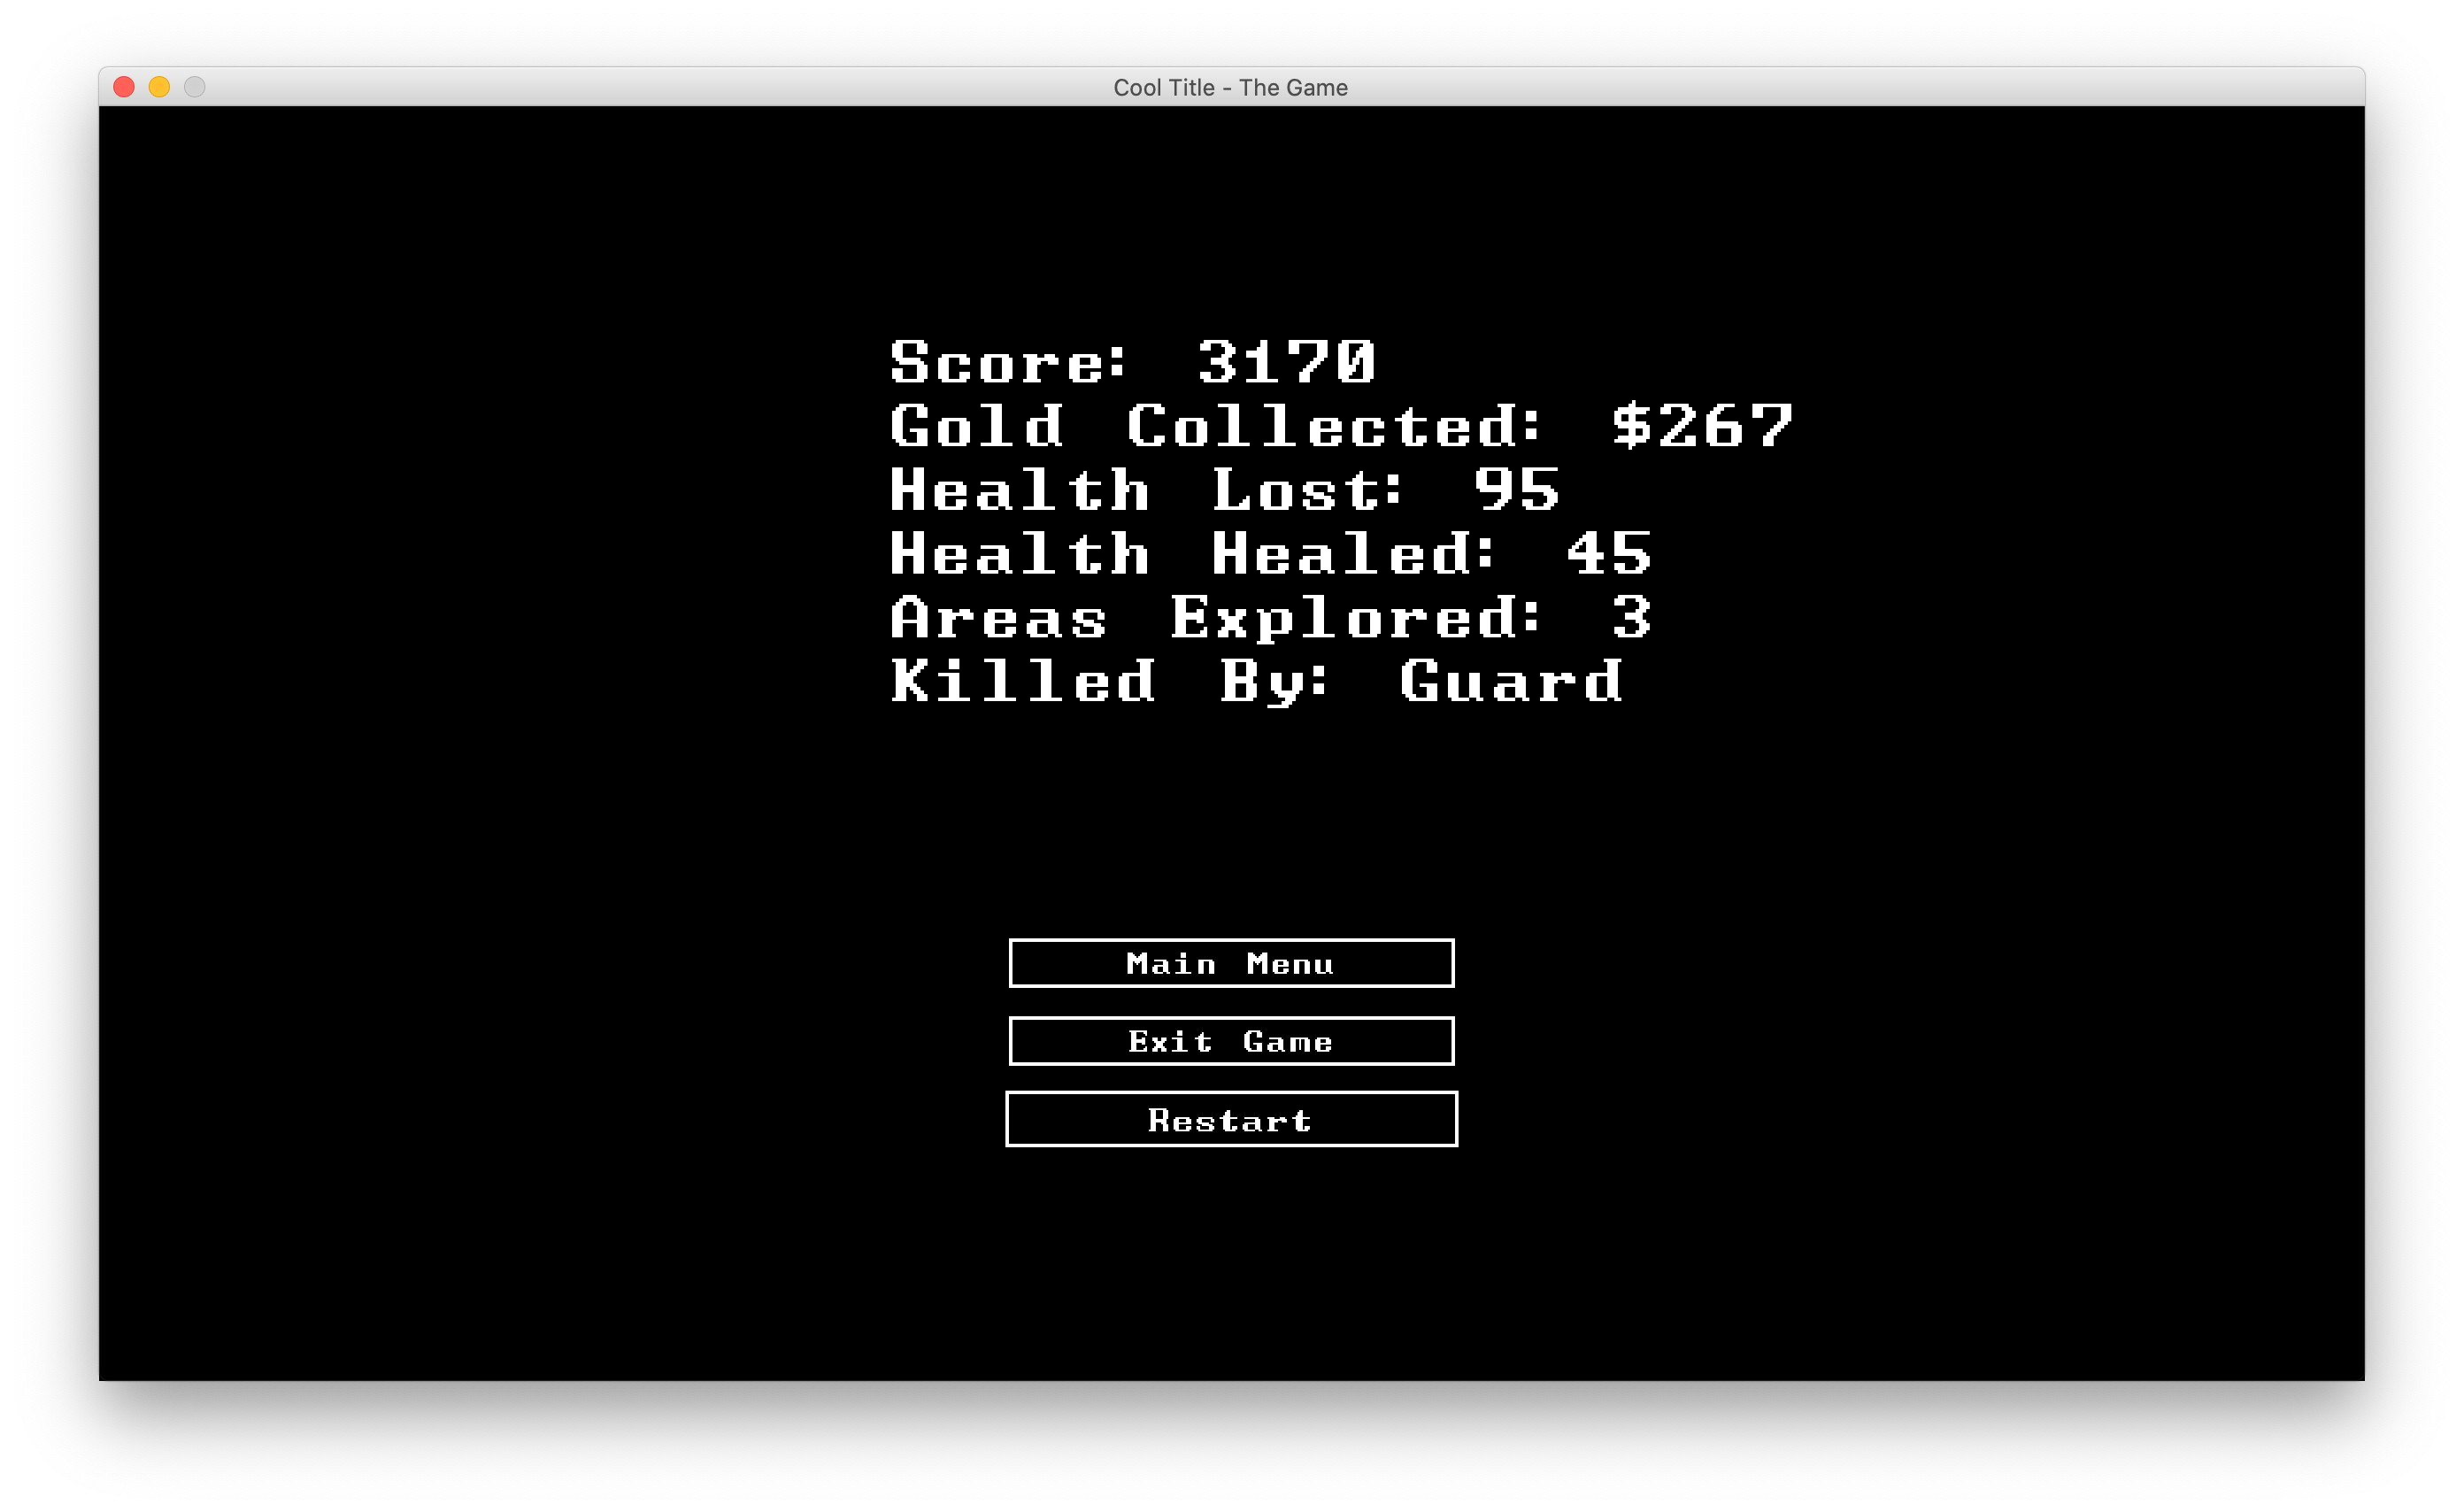 Cool Title - The Game
Score: 3170
Gold Collected: $267
Health Lost: 95
Health Healed: 45
Areas Explored: 3
Killed By: Guard
Main Menu
Exit Game
Restart